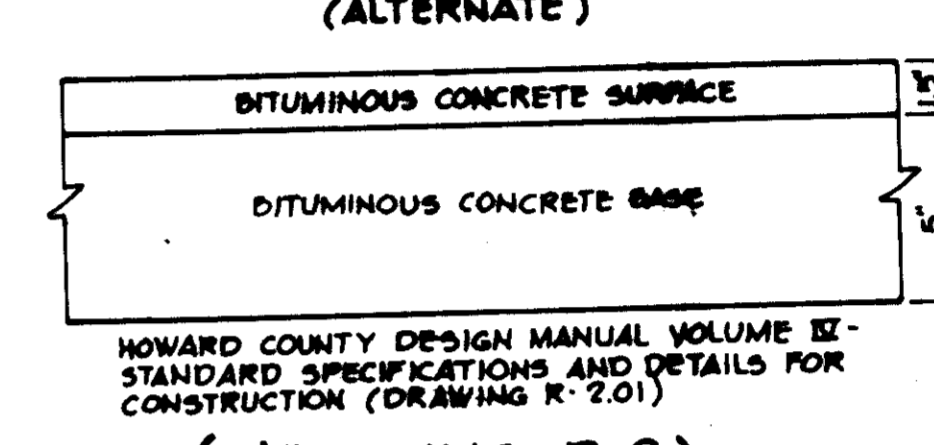 (ALTERNATE)
BITUMINOUS CONCRETE SURFACE
BITUMINOUS CONCRETE BASE
HOWARD COUNTY DESIGN MANUAL VOLUME IV -
STANDARD SPECIFICATIONS AND DETAILS FOR
CONSTRUCTION (DRAWING R-2.01)